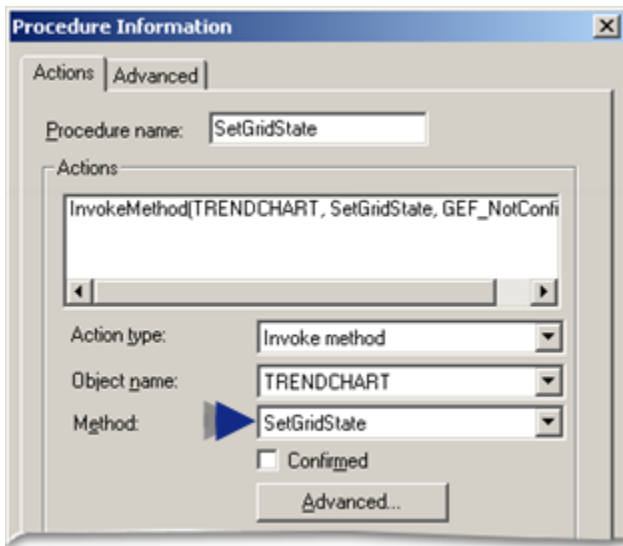 Procedure Information
Actions
Advanced
Procedure name: SetGridState
Actions
InvokeMethod(TRENDCHART, SetGridState, GEF_NotConfi
Action type: Invoke method
Object name: TRENDCHART
Method: SetGridState
Confirmed
Advanced...